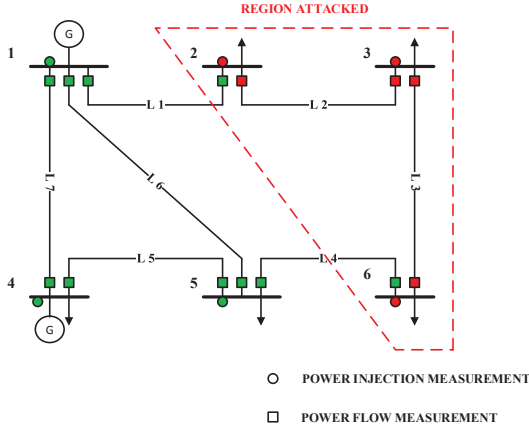 REGION ATTACKED
G
1
2
3
L 1
L 2
L 7
L 6
L 3
L 5
L 4
4
5
6
G
POWER INJECTION MEASUREMENT
POWER FLOW MEASUREMENT